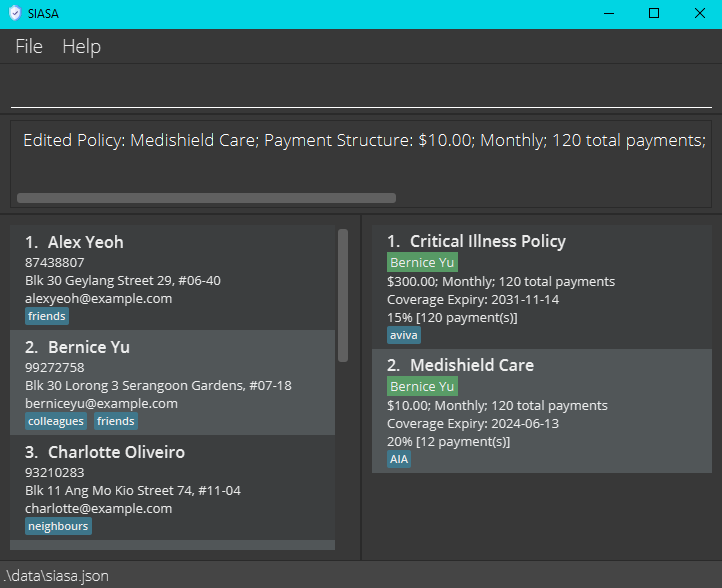 SIASA
File Help
Edited Policy: Medishield Care; Payment Structure: $10.00; Monthly; 120 total payments;
1. Alex Yeoh
87438807
Blk 30 Geylang Street 29, #06-40
alexyeoh@example.com
friends
2. Bernice Yu
99272758
Blk 30 Lorong 3 Serangoon Gardens, #07-18
berniceyu@example.com
colleagues friends
3. Charlotte Oliveiro
93210283
Blk 11 Ang Mo Kio Street 74, #11-04
charlotte@example.com
neighbours
1. Critical Illness Policy
Bernice Yu
$300.00; Monthly; 120 total payments
Coverage Expiry: 2031-11-14
15% [120 payment(s)]
aviva
2. Medishield Care
Bernice Yu
$10.00; Monthly; 120 total payments
Coverage Expiry: 2024-06-13
20% [12 payment(s)]
AIA
.\data\siasa.json